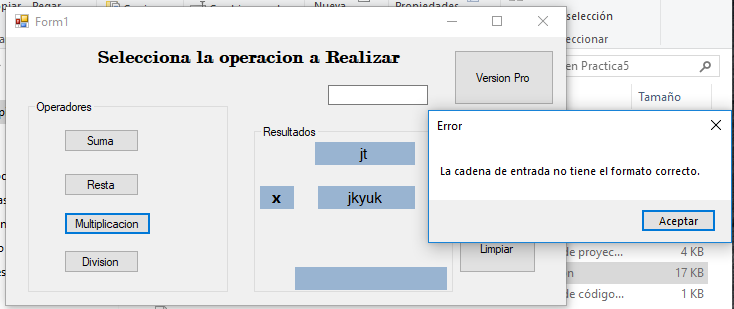 piar
Pegar
Nueva
Propiedades
selección
eccionar
Form1
Selecciona la operacion a Realizar
Version Pro
en Practica5
Tamaño
Operadores
Suma
Resta
Multiplicacion
Division
Resultados
jt
x
jkyuk
Limpiar
Error
La cadena de entrada no tiene el formato correcto.
Aceptar
de proyec... 4 KB
en 17 KB
de código... 1 KB